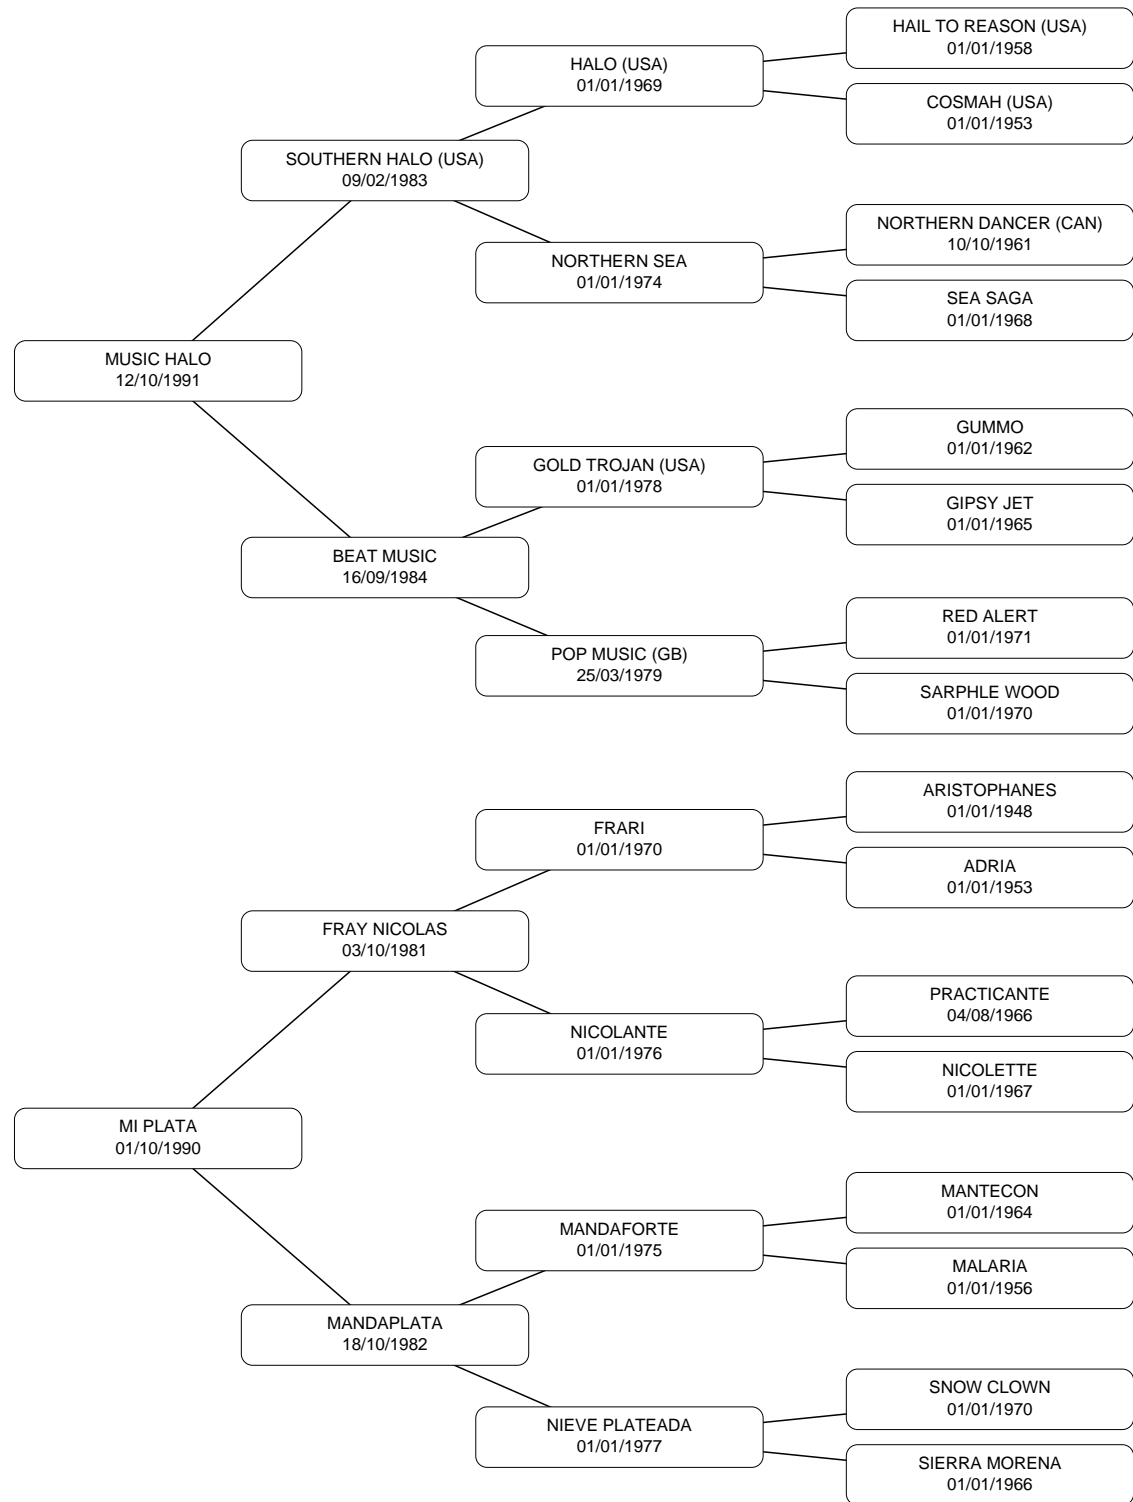 HAIL TO REASON (USA)
01/01/1958
HALO (USA)
01/01/1969
COSMAH (USA)
01/01/1953
SOUTHERN HALO (USA)
09/02/1983
NORTHERN DANCER (CAN)
10/10/1961
NORTHERN SEA
01/01/1974
SEA SAGA
01/01/1968
MUSIC HALO
12/10/1991
GUMMO
01/01/1962
GOLD TROJAN (USA)
01/01/1978
GIPSY JET
01/01/1965
BEAT MUSIC
16/09/1984
RED ALERT
01/01/1971
POP MUSIC (GB)
25/03/1979
SARPHLE WOOD
01/01/1970
ARISTOPHANES
01/01/1948
FRARI
01/01/1970
ADRIA
01/01/1953
FRAY NICOLAS
03/10/1981
PRACTICANTE
04/08/1966
NICOLANTE
01/01/1976
NICOLETTE
01/01/1967
MI PLATA
01/10/1990
MANTECON
01/01/1964
MANDAFORTE
01/01/1975
MALARIA
01/01/1956
MANDAPLATA
18/10/1982
SNOW CLOWN
01/01/1970
NIEVE PLATEADA
01/01/1977
SIERRA MORENA
01/01/1966